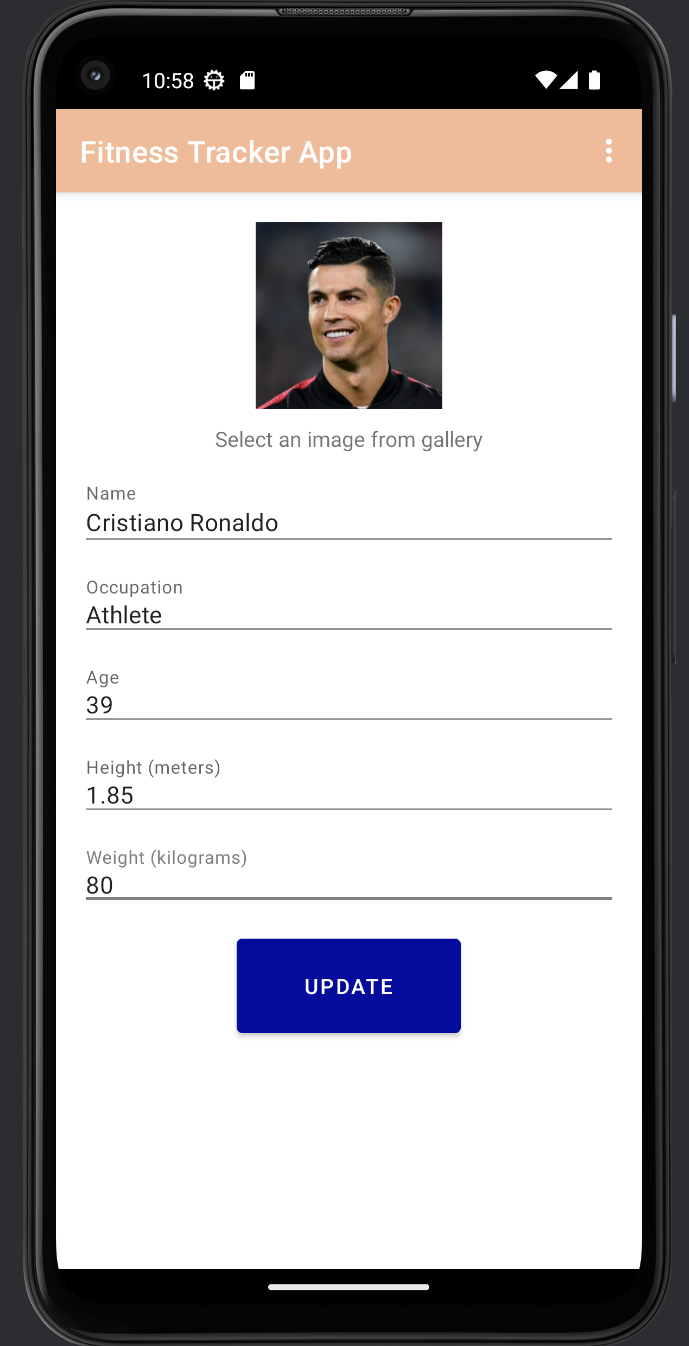 10:58
Fitness Tracker App
Select an image from gallery
Name
Cristiano Ronaldo
Occupation
Athlete
Age
39
Height (meters)
1.85
Weight (kilograms)
80
UPDATE